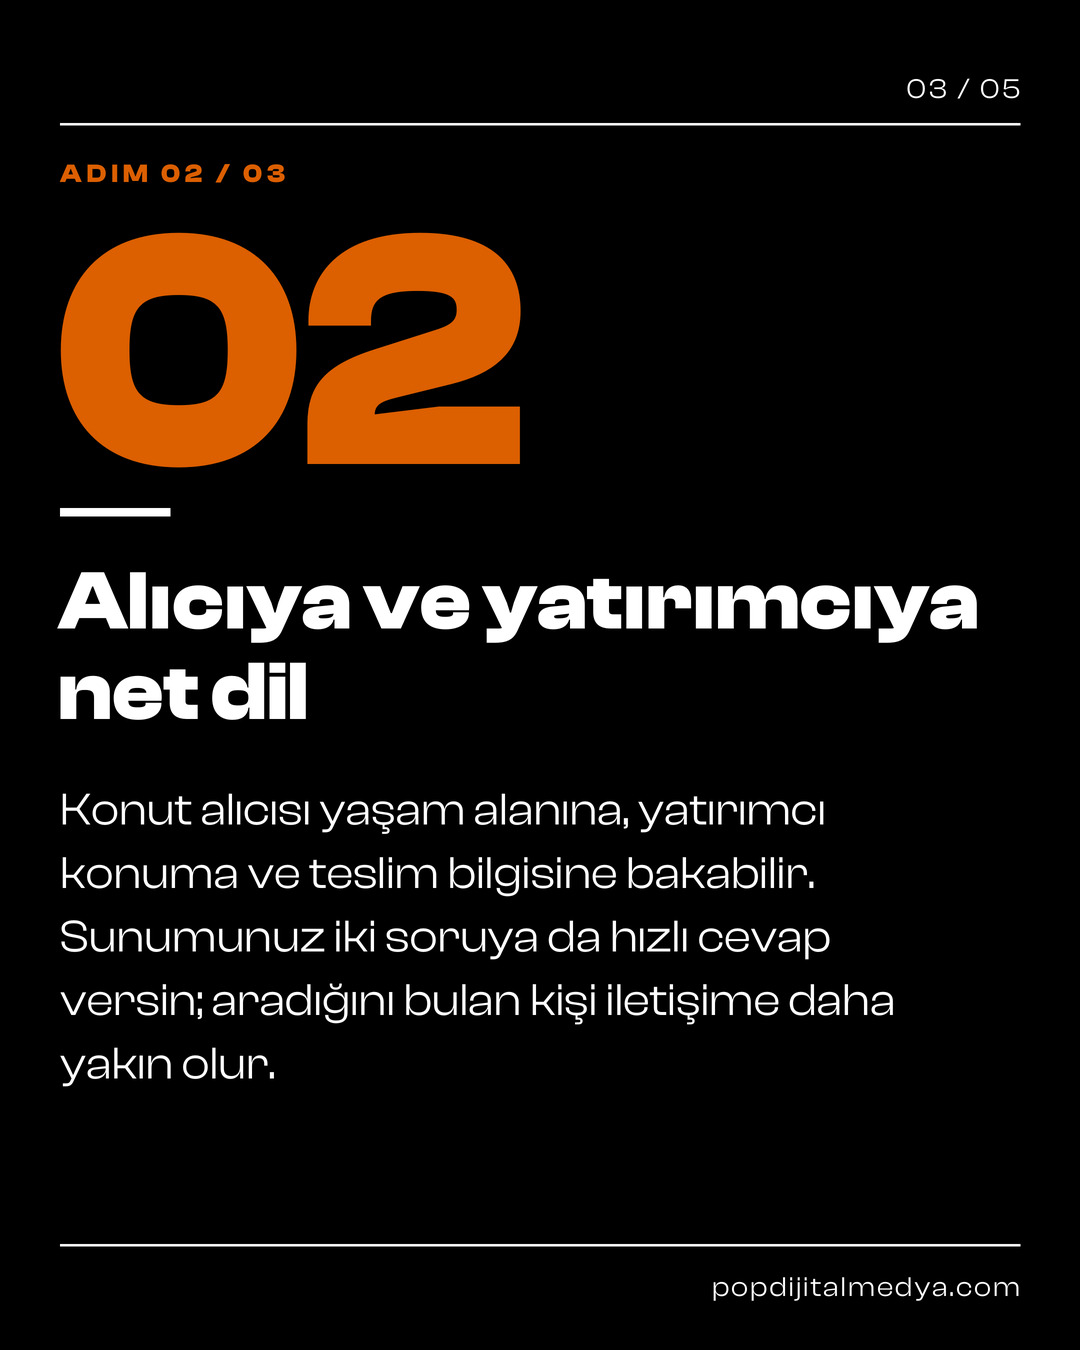 03 / 05
ADIM 02 / 03
02
Alıcıya ve yatırımcıya
net dil
Konut alıcısı yaşam alanına, yatırımcı
konuma ve teslim bilgisine bakabilir.
Sunumunuz iki soruya da hızlı cevap
versin; aradığını bulan kişi iletişime daha
yakın olur.
popdijitalmedya.com